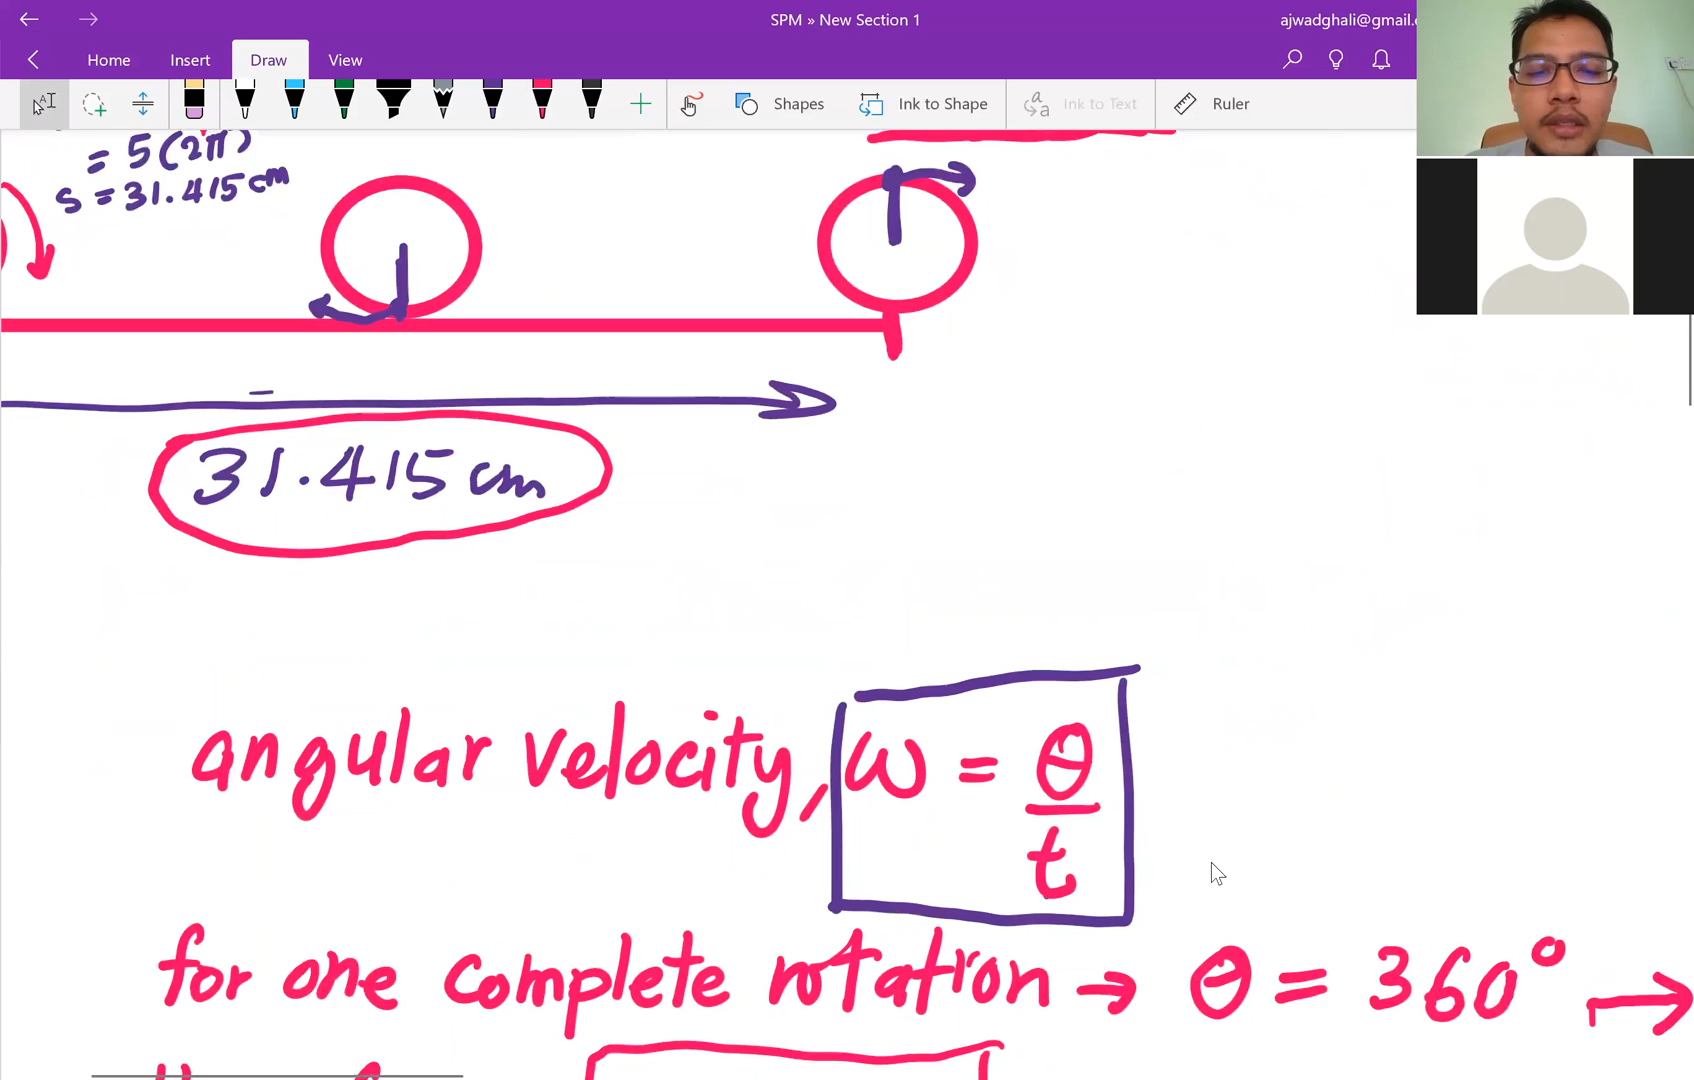 SPM » New Section 1
ajwadghali@gmail.c
Home Insert Draw View
Shapes Ink to Shape Ink to Text Ruler
= 5(2π)
s = 31.415 cm
31.415 cm
angular velocity, ω = θ
t
for one complete rotation → θ = 360° →